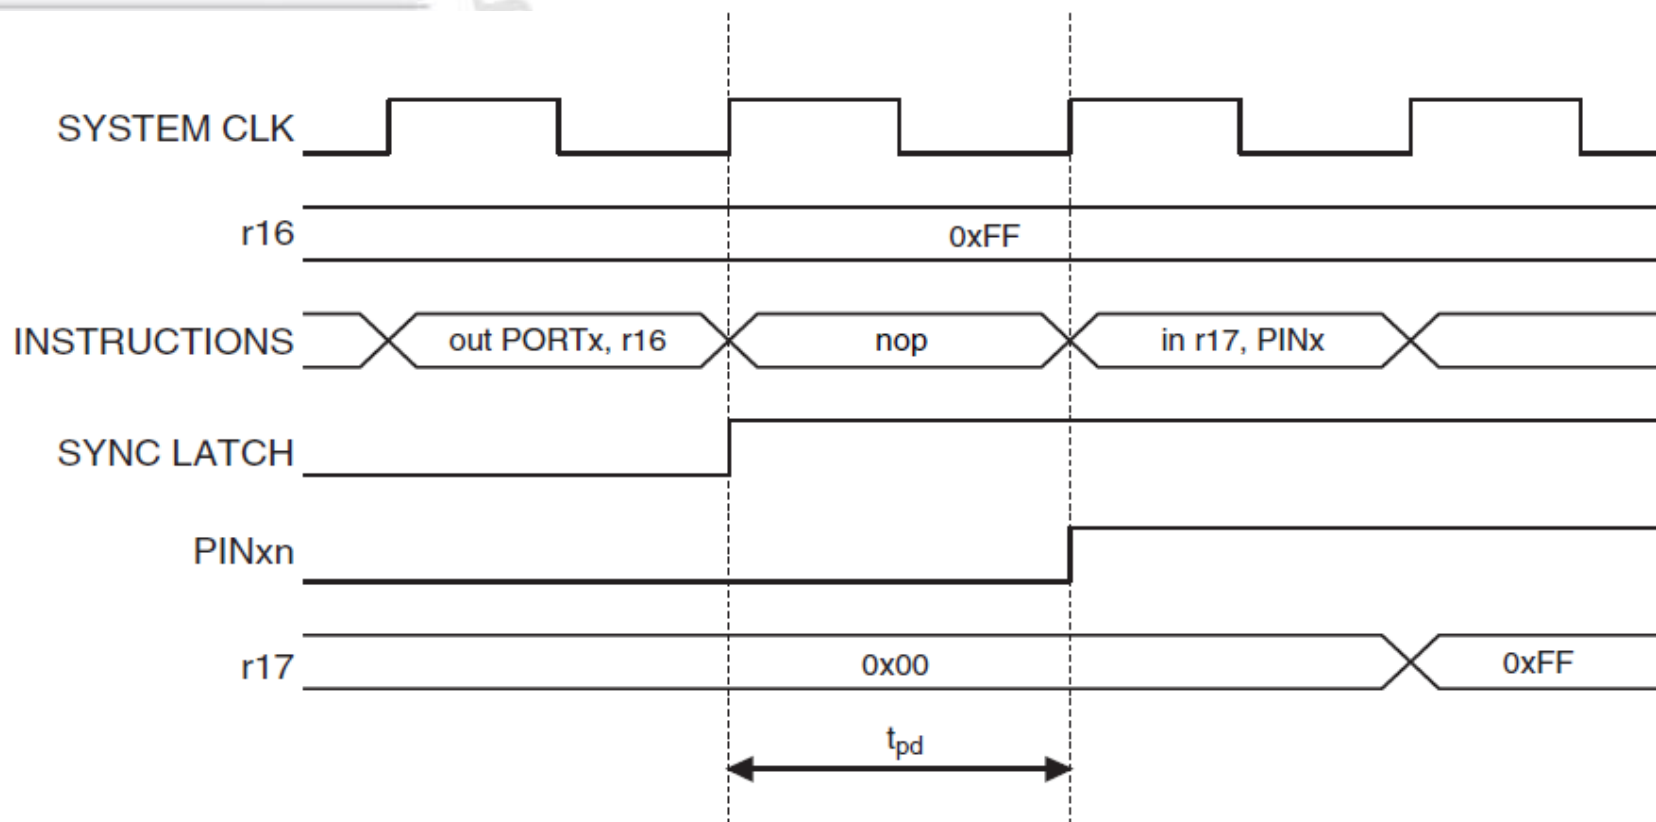 SYSTEM CLK
r16
0xFF
INSTRUCTIONS
out PORTx, r16
nop
in r17, PINx
SYNC LATCH
PINxn
r17
0x00
0xFF
tpd